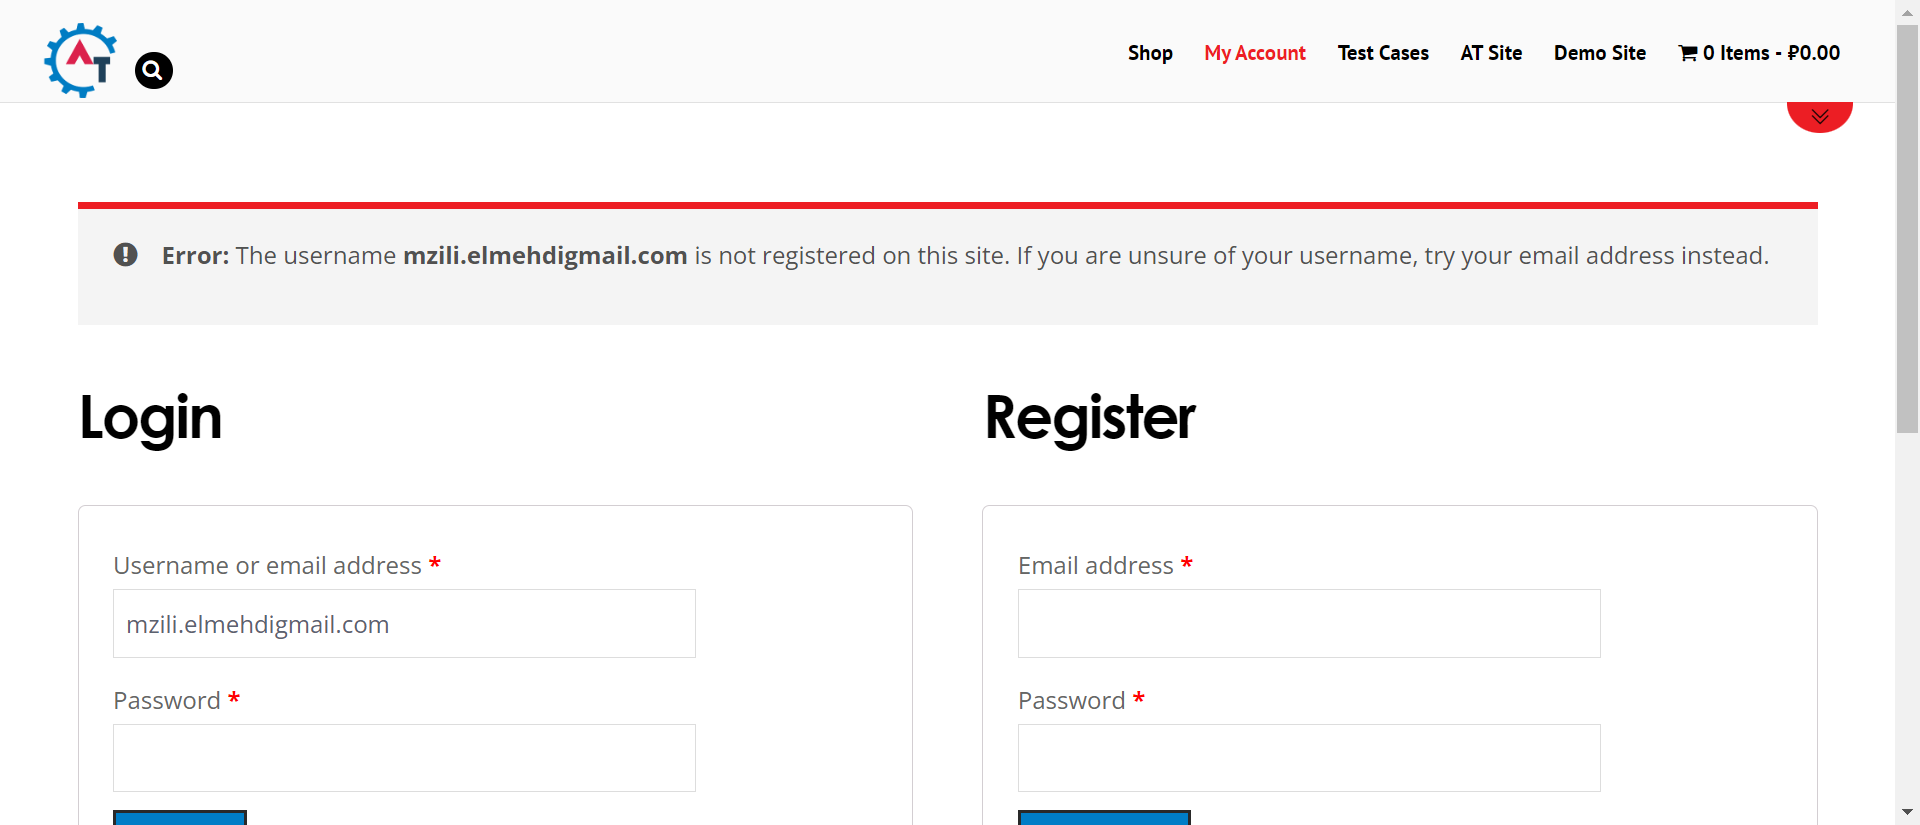 AT
Shop My Account Test Cases AT Site Demo Site 0 Items - ₽0.00
Error: The username mzili.elmehdigmail.com is not registered on this site. If you are unsure of your username, try your email address instead.
Login
Register
Username or email address *
mzili.elmehdigmail.com
Password *
Email address *
Password *